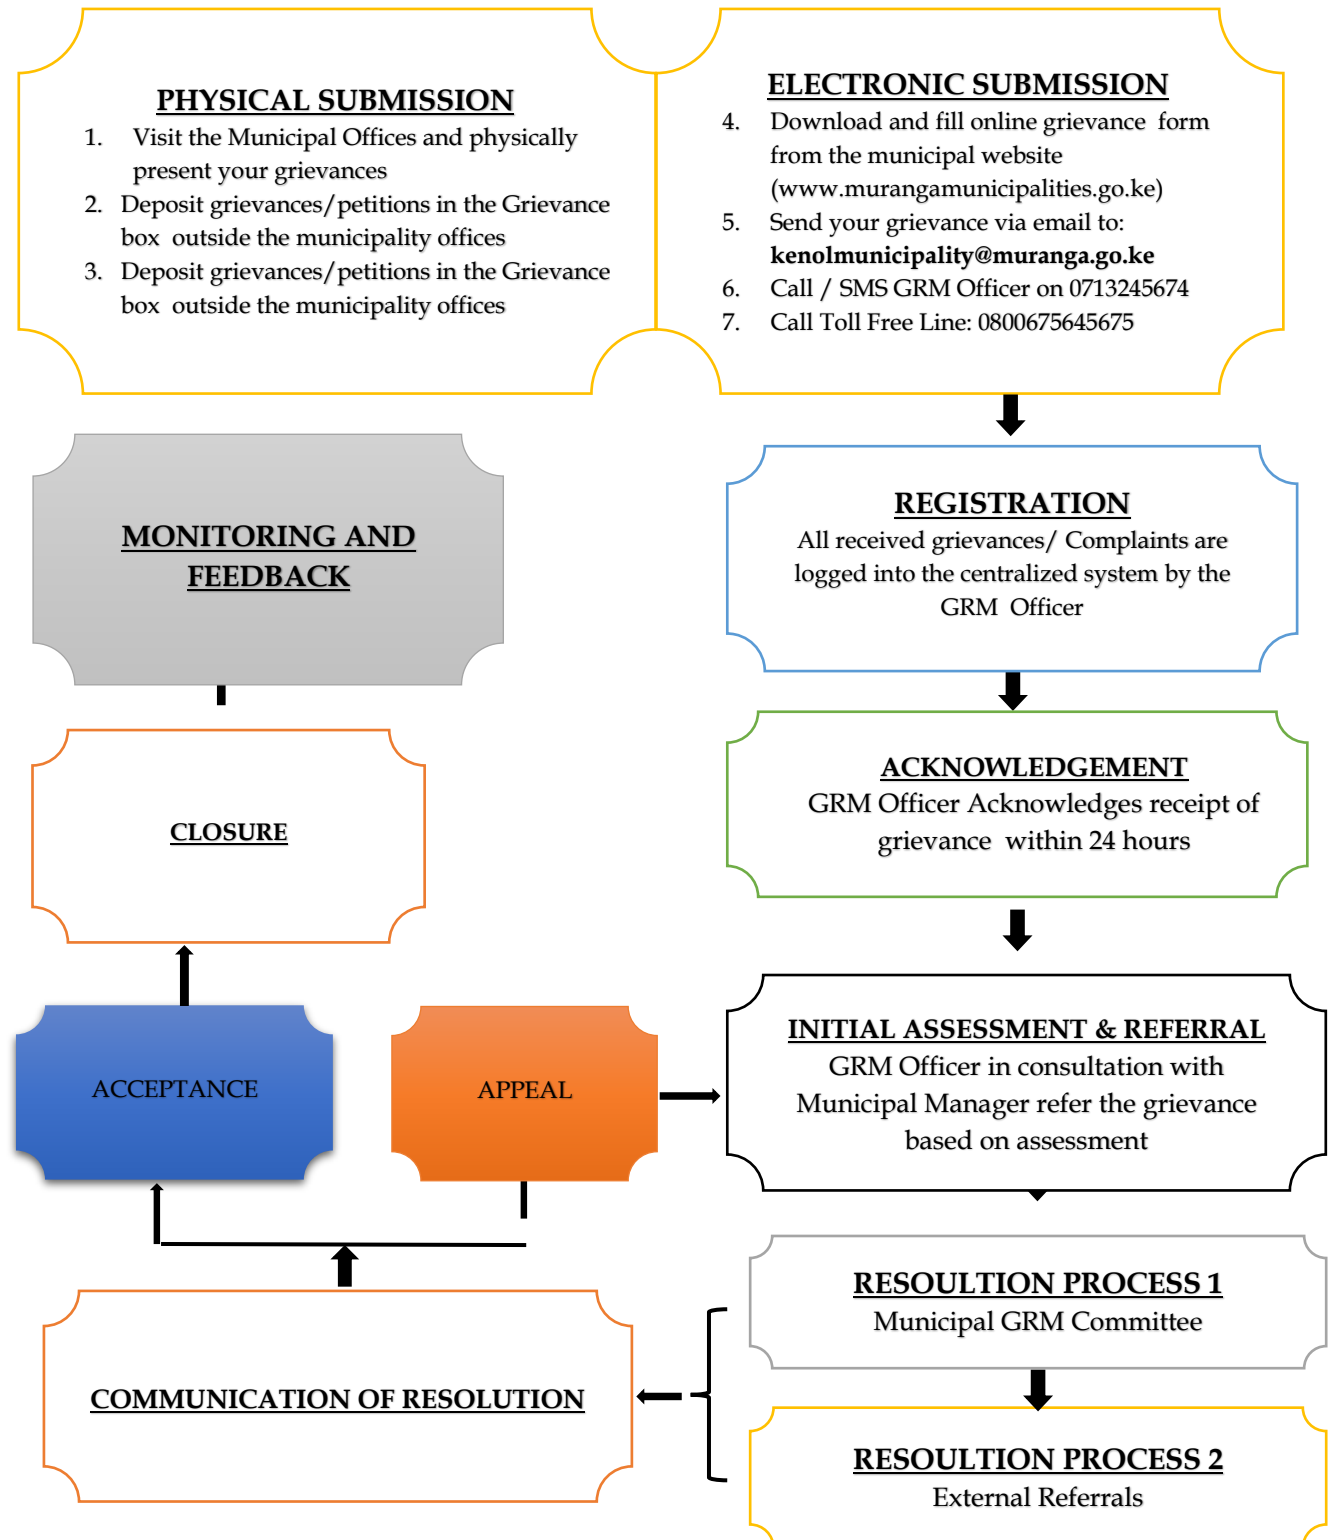 PHYSICAL SUBMISSION
1. Visit the Municipal Offices and physically
present your grievances
2. Deposit grievances/petitions in the Grievance
box outside the municipality offices
3. Deposit grievances/petitions in the Grievance
box outside the municipality offices
ELECTRONIC SUBMISSION
4. Download and fill online grievance form
from the municipal website
(www.murangamunicipalities.go.ke)
5. Send your grievance via email to:
kenolmunicipality@muranga.go.ke
6. Call / SMS GRM Officer on 0713245674
7. Call Toll Free Line: 0800675645675
REGISTRATION
All received grievances/ Complaints are
logged into the centralized system by the
GRM Officer
ACKNOWLEDGEMENT
GRM Officer Acknowledges receipt of
grievance within 24 hours
INITIAL ASSESSMENT & REFERRAL
GRM Officer in consultation with
Municipal Manager refer the grievance
based on assessment
RESOULTION PROCESS 1
Municipal GRM Committee
RESOULTION PROCESS 2
External Referrals
COMMUNICATION OF RESOLUTION
ACCEPTANCE
APPEAL
CLOSURE
MONITORING AND
FEEDBACK